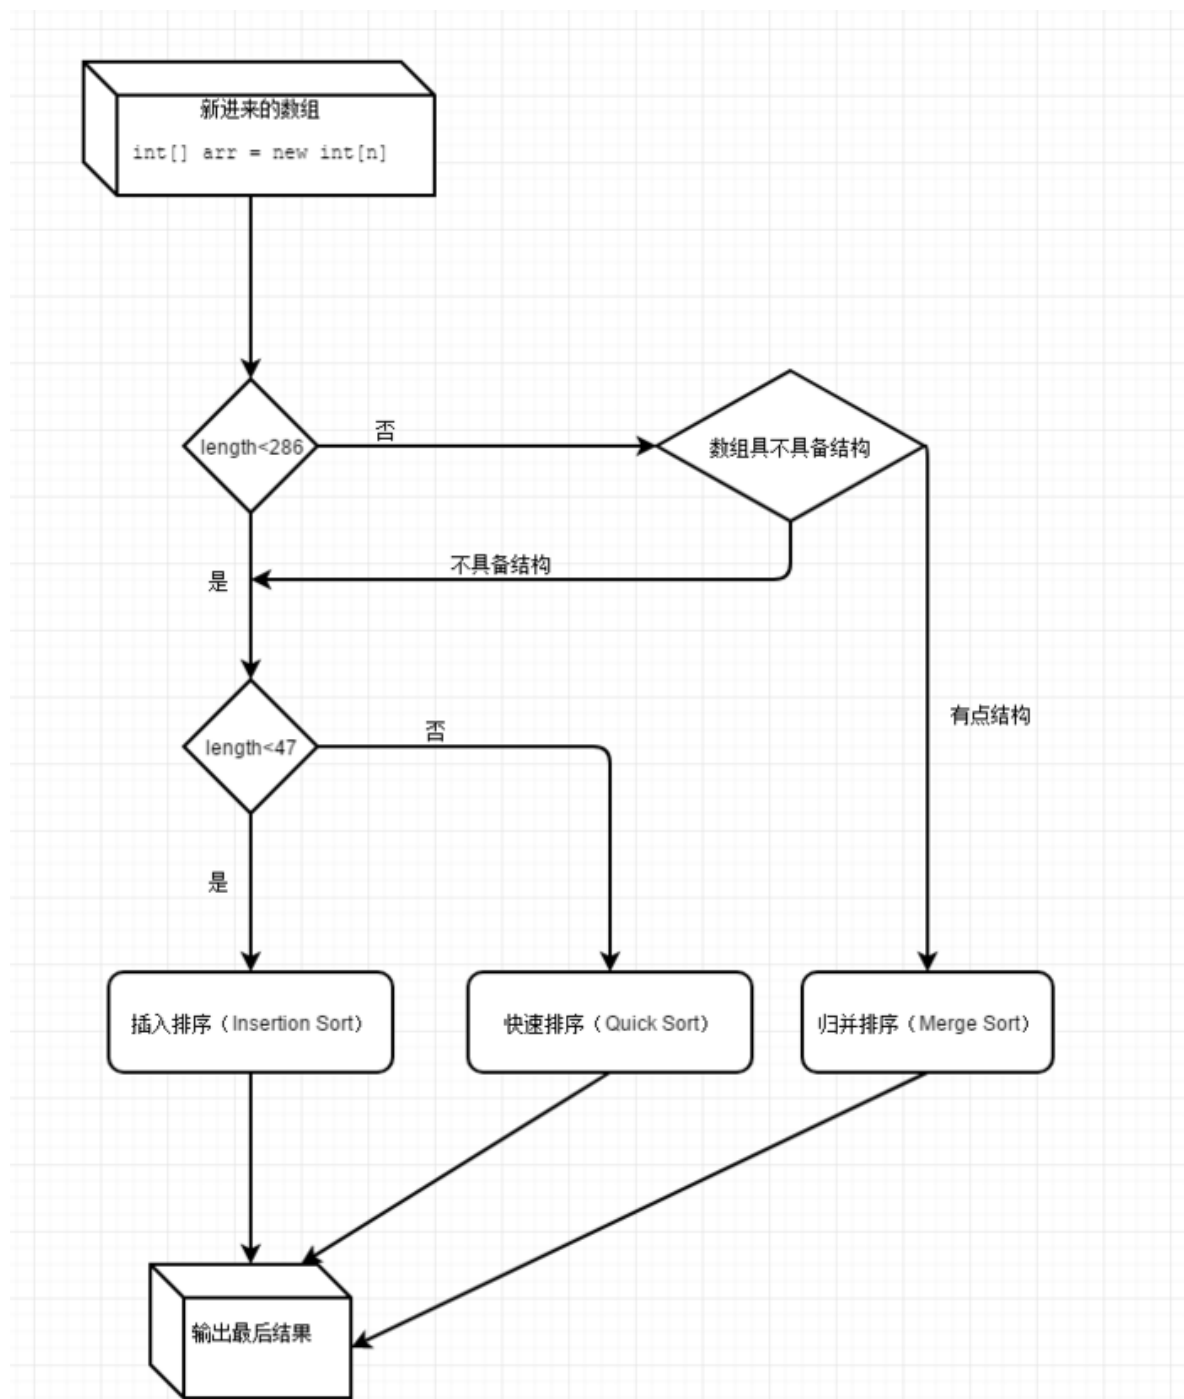 新进来的数组
int[] arr = new int[n]
length<286
否
数组具不具备结构
不具备结构
是
有点结构
length<47
否
是
插入排序（Insertion Sort）
快速排序（Quick Sort）
归并排序（Merge Sort）
输出最后结果